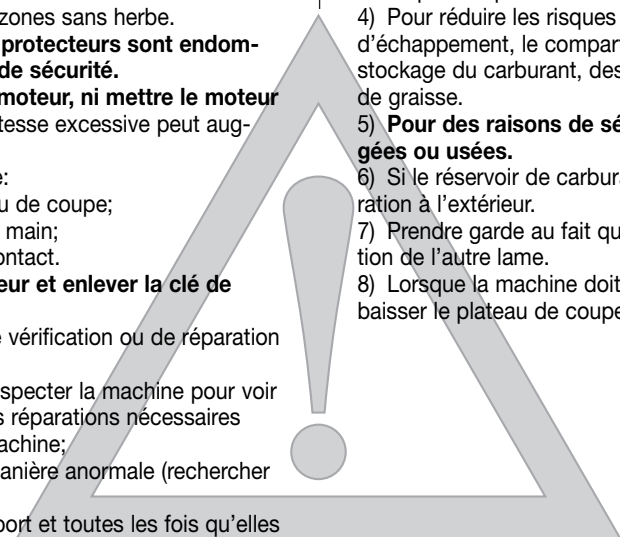 zones sans herbe.
protecteurs sont endom-
de sécurité.
moteur, ni mettre le moteur
tesse excessive peut aug-
e:
u de coupe;
main;
ontact.
eur et enlever la clé de
vérification ou de réparation
specter la machine pour voir
s réparations nécessaires
achine;
anière anormale (rechercher
port et toutes les fois qu'elles
4) Pour réduire les risques
d'échappement, le compar
stockage du carburant, des
de graisse.
5) Pour des raisons de sé
gées ou usées.
6) Si le réservoir de carbura
ration à l'extérieur.
7) Prendre garde au fait qu
tion de l'autre lame.
8) Lorsque la machine doit
baisser le plateau de coupe